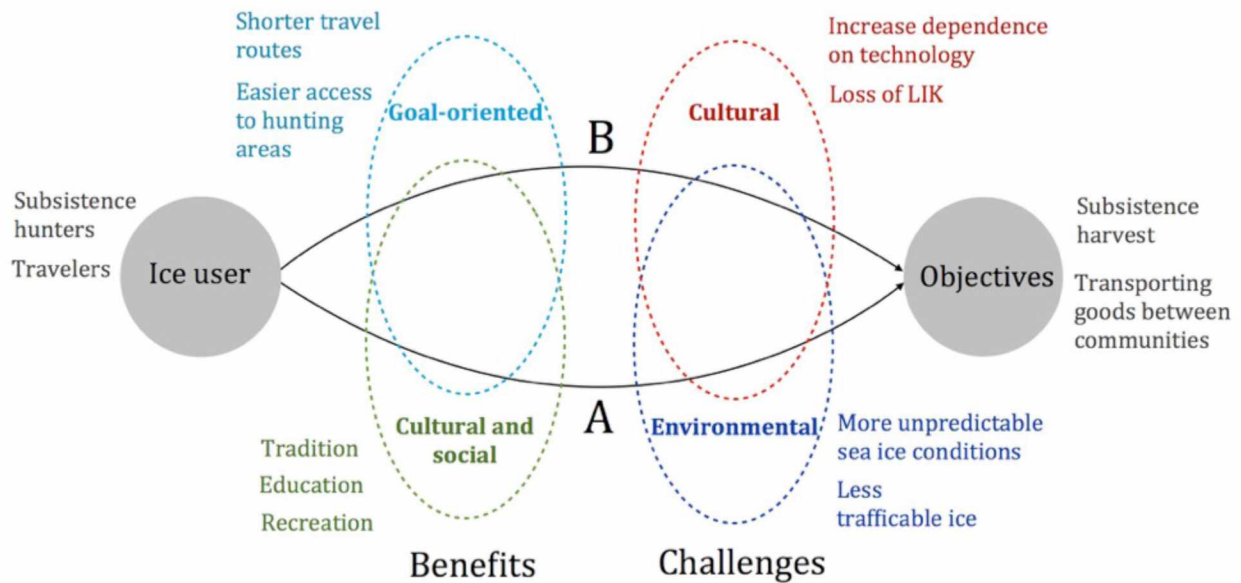 Shorter travel
routes
Easier access
to hunting
areas
Goal-oriented
Cultural
Increase dependence
on technology
Loss of LIK
B
Subsistence
hunters
Travelers
Ice user
Objectives
Subsistence
harvest
Transporting
goods between
communities
A
Tradition
Education
Recreation
Cultural and
social
Environmental
More unpredictable
sea ice conditions
Less
trafficable ice
Benefits
Challenges